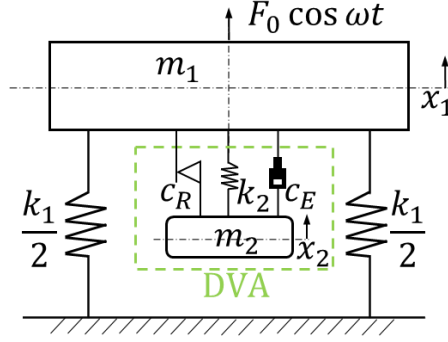 F₀ cos ωt
m₁
x₁
c_R
k₂
c_E
k₁/2
k₁/2
m₂
x₂
DVA